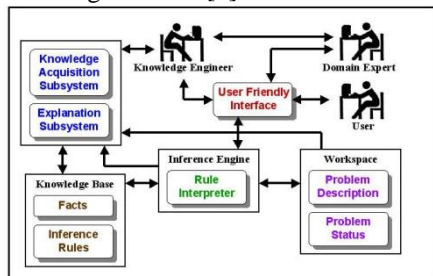 Knowledge
Acquisition
Subsystem
Explanation
Subsystem
Knowledge Engineer
Domain Expert
User Friendly
Interface
User
Inference Engine
Rule
Interpreter
Workspace
Problem
Description
Problem
Status
Knowledge Base
Facts
Inference
Rules